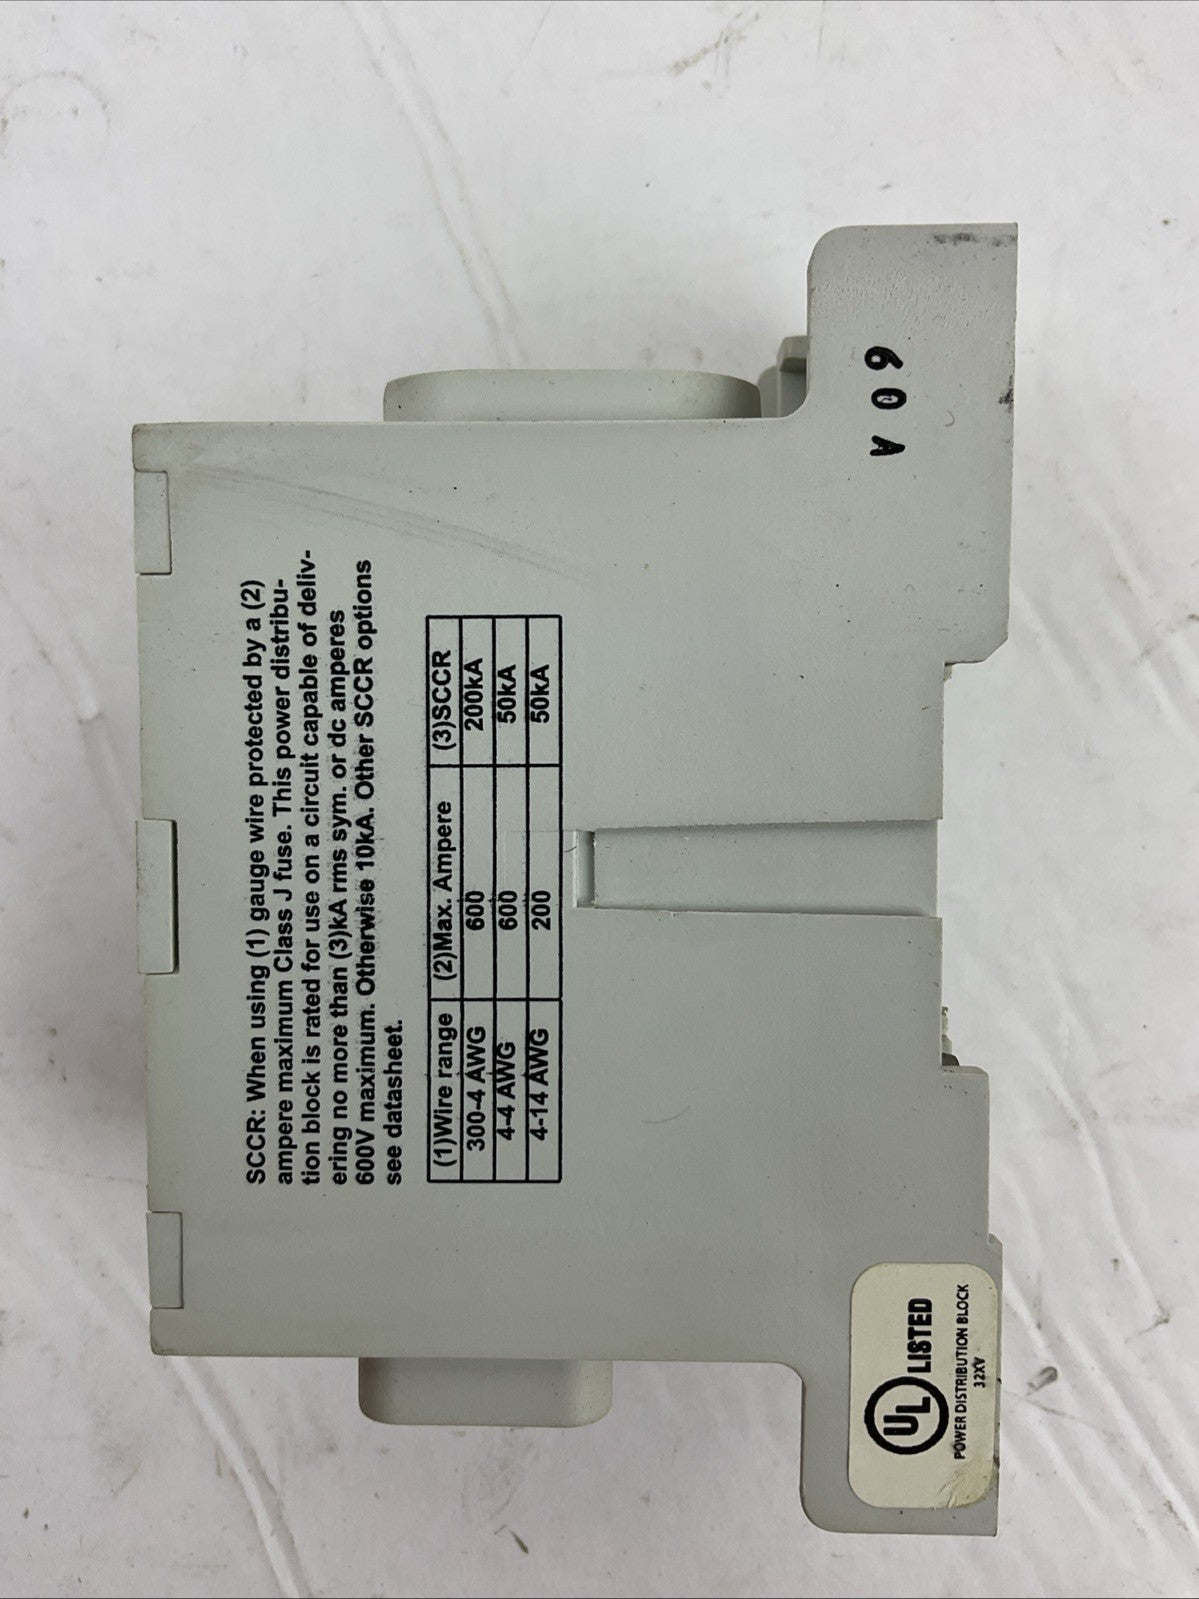 SCCR: When using (1) gauge wire protected by a (2)
ampere maximum Class J fuse. This power distribu-
tion block is rated for use on a circuit capable of deliv-
ering no more than (3)kA rms sym. or dc amperes
600V maximum. Otherwise 10kA. Other SCCR options
see datasheet.
(1)Wire range (2)Max. Ampere (3)SCCR
300-4 AWG 600 200kA
4-4 AWG 600 50kA
4-14 AWG 200 50kA
A09
UL LISTED
POWER DISTRIBUTION BLOCK
32XV